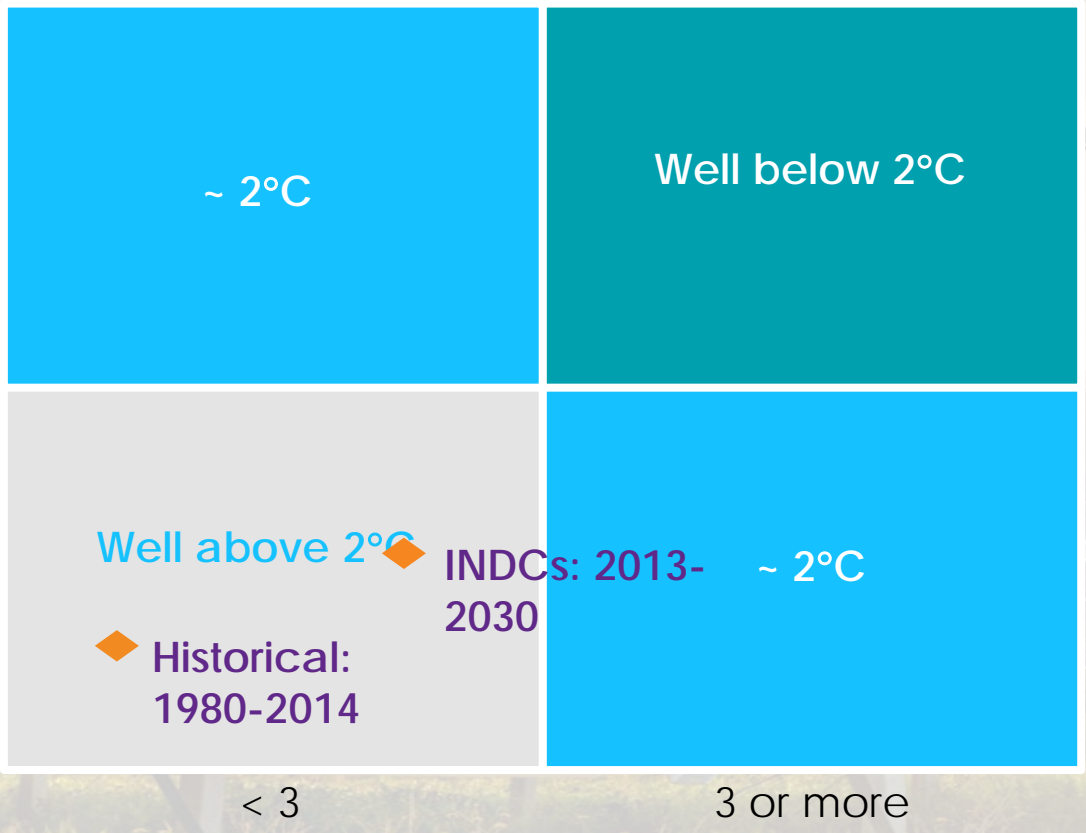 ~ 2°C
Well below 2°C
Well above 2°C
INDCs: 2013-
2030
~ 2°C
Historical:
1980-2014
< 3
3 or more